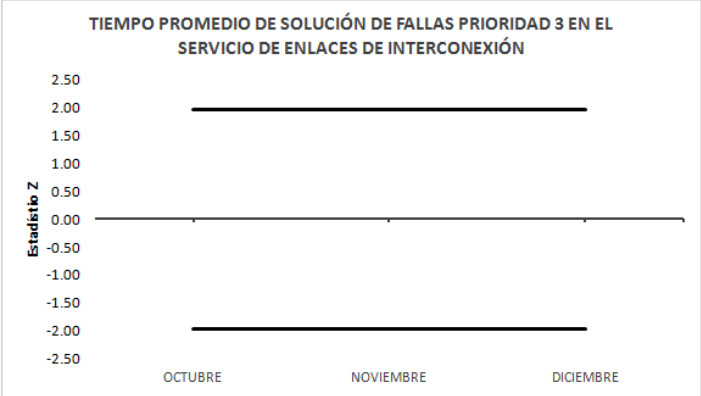 TIEMPO PROMEDIO DE SOLUCIÓN DE FALLAS PRIORIDAD 3 EN EL
SERVICIO DE ENLACES DE INTERCONEXIÓN
2.50
2.00
1.50
1.00
0.50
0.00
-0.50
-1.00
-1.50
-2.00
-2.50
Estadístio Z
OCTUBRE
NOVIEMBRE
DICIEMBRE